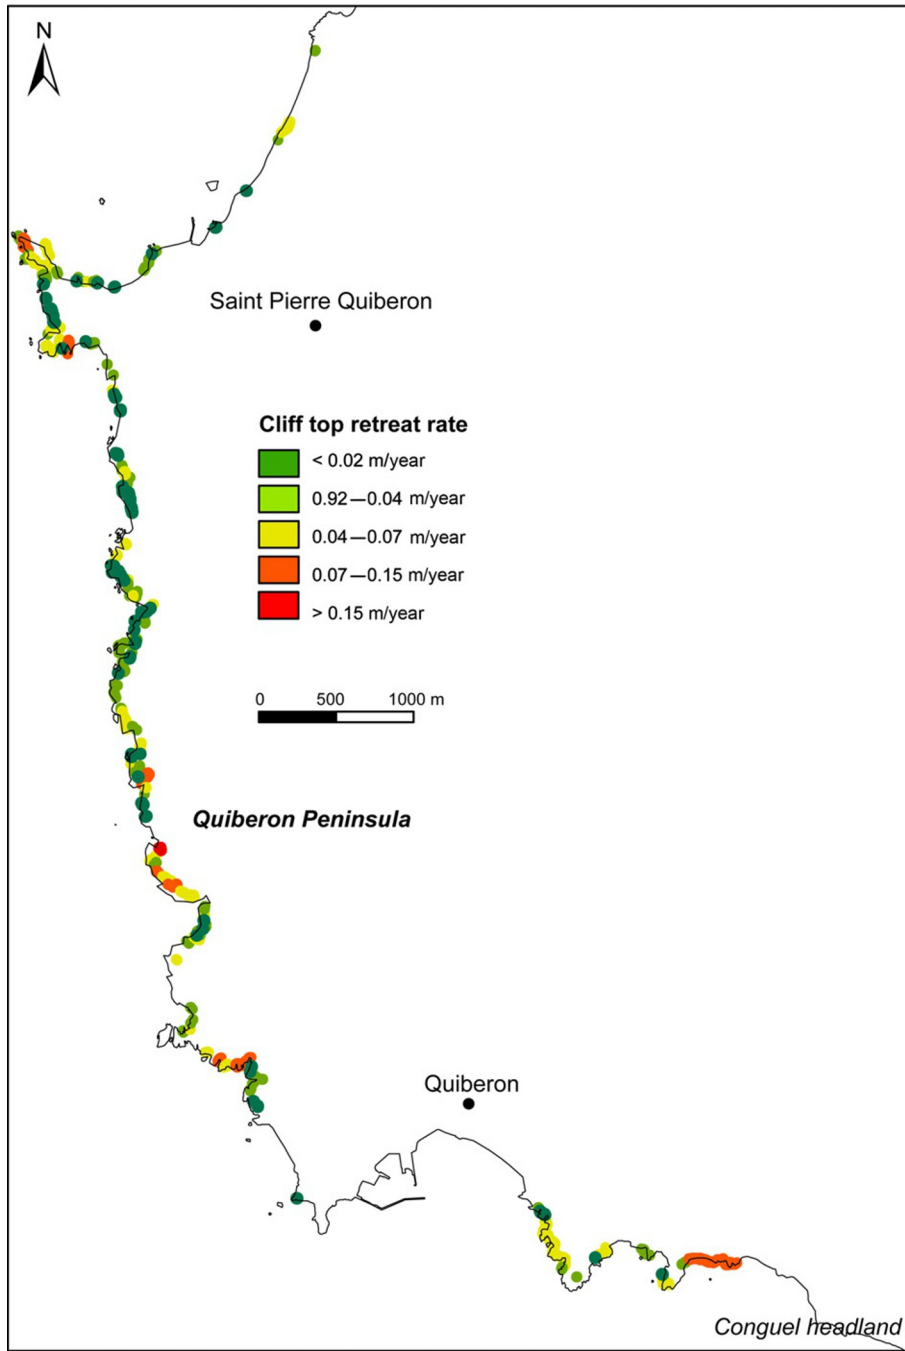 N
Saint Pierre Quiberon
Cliff top retreat rate
< 0.02 m/year
0.92—0.04 m/year
0.04—0.07 m/year
0.07—0.15 m/year
> 0.15 m/year
0 500 1000 m
Quiberon Peninsula
Quiberon
Conguel headland